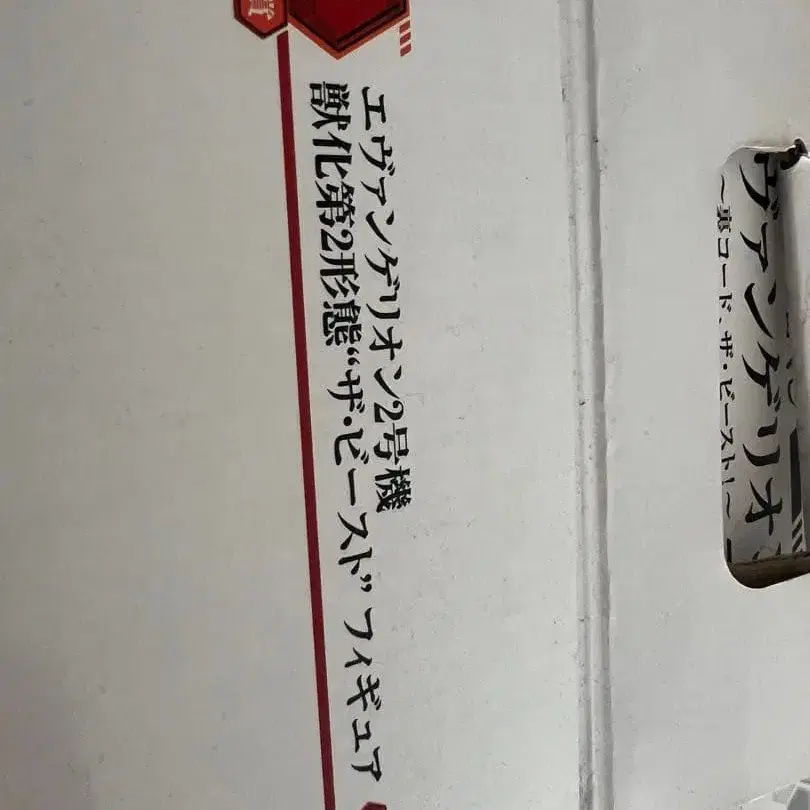 賞
エヴァンゲリオン2号機
獣化第2形態“ザ・ビースト” フィギュア
ヴァンゲリオ
～裏コード、ザ・ビースト!～